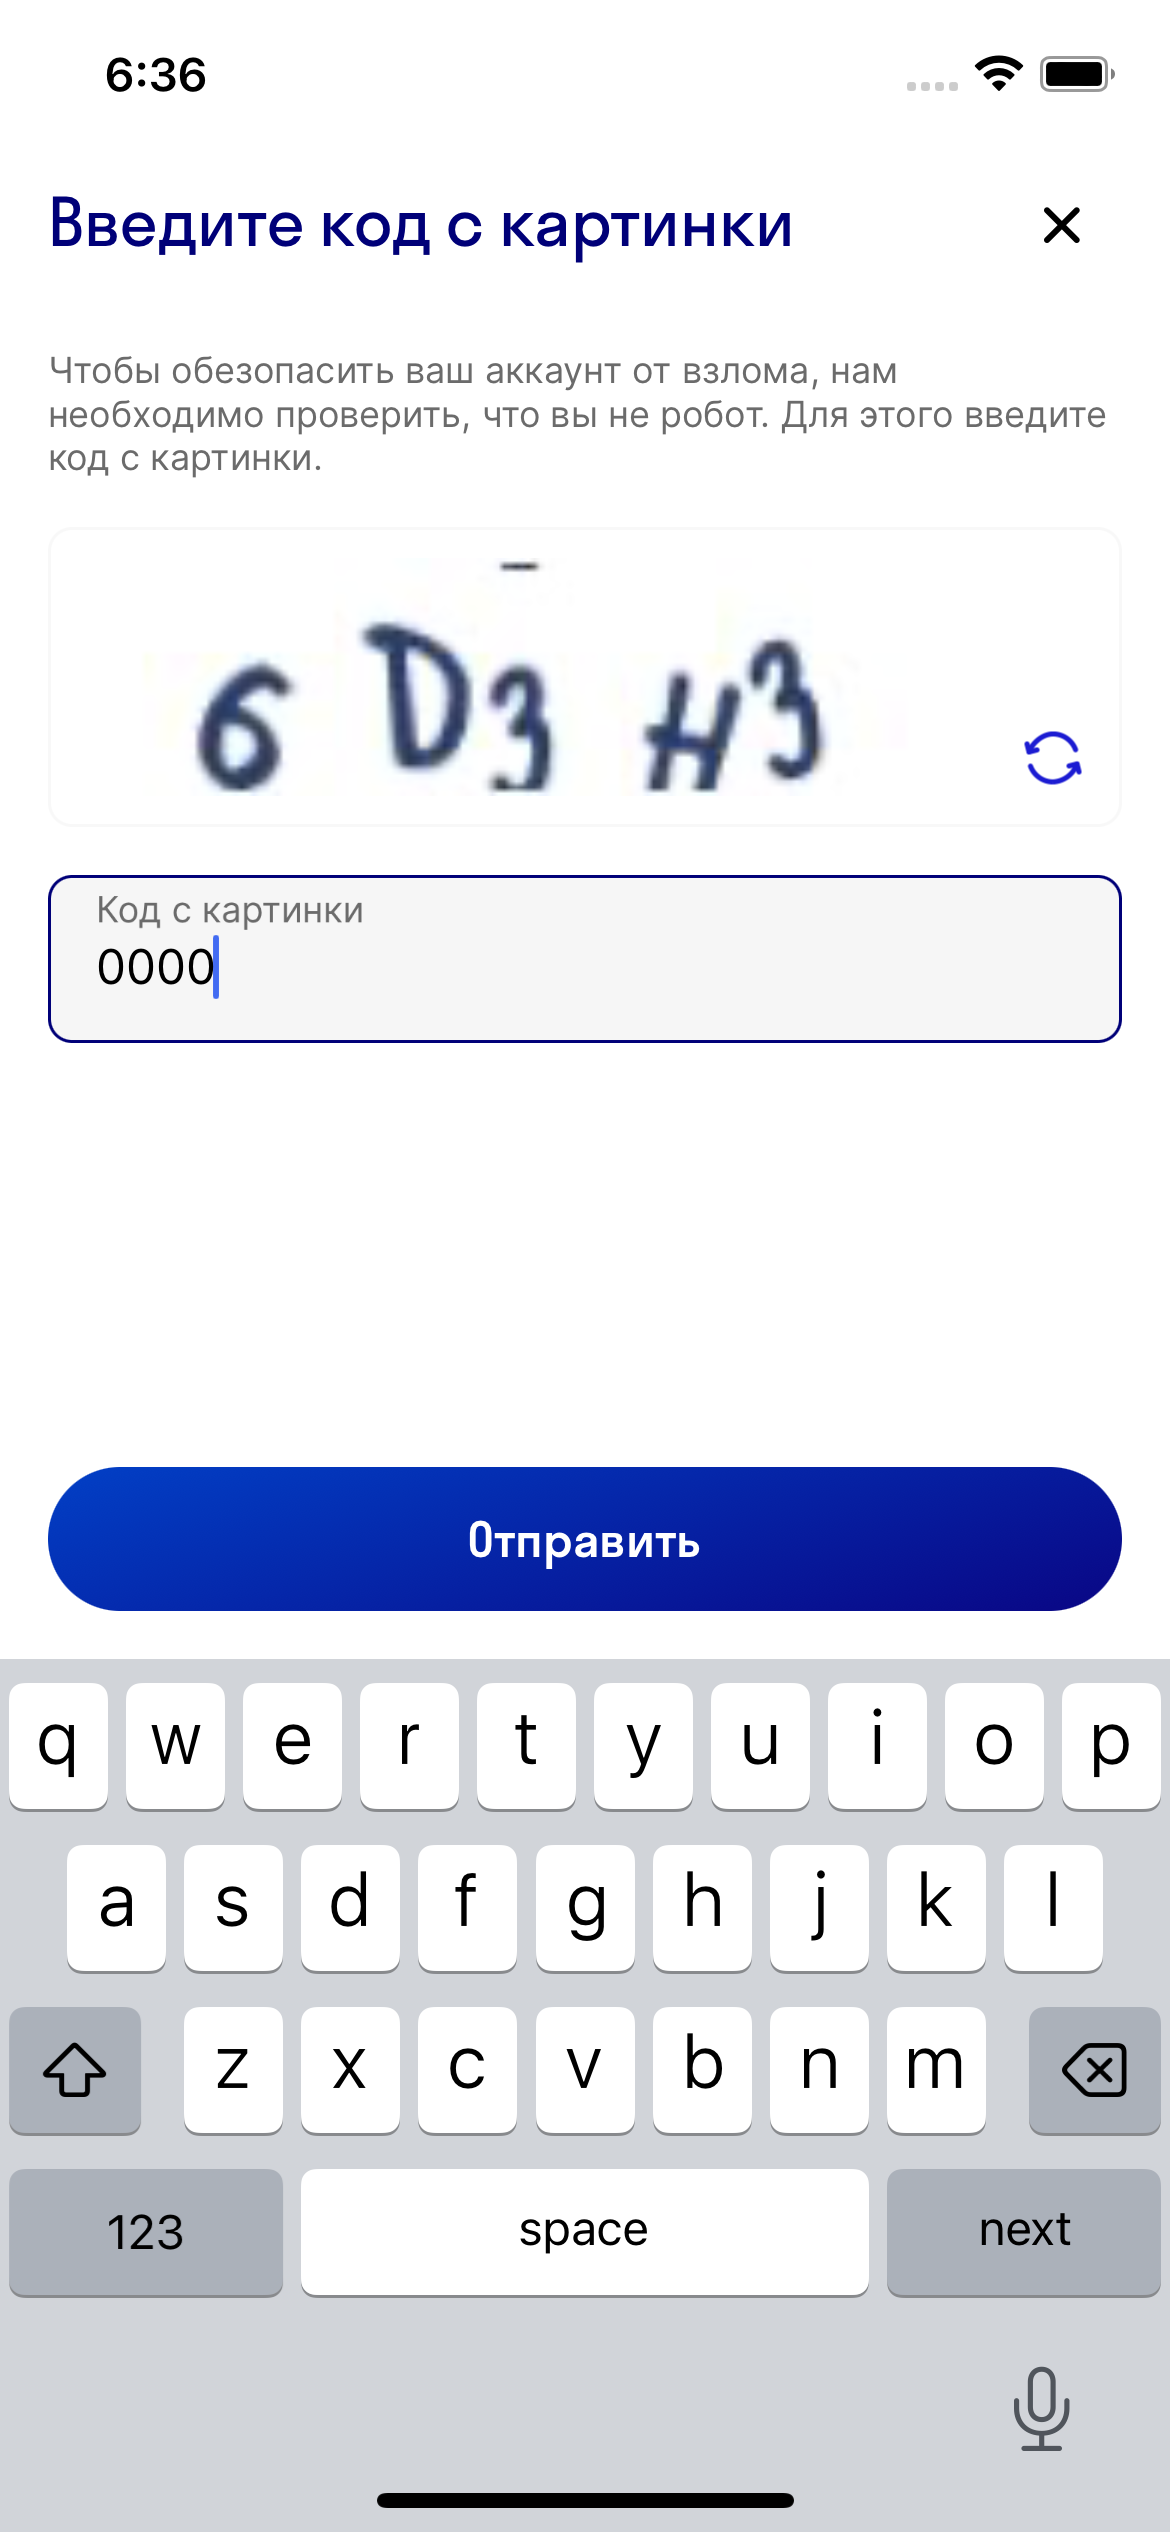 6:36
Введите код с картинки
Чтобы обезопасить ваш аккаунт от взлома, нам
необходимо проверить, что вы не робот. Для этого введите
код с картинки.
6 D3 H3
Код с картинки
0000
Отправить
q w e r t y u i o p
a s d f g h j k l
z x c v b n m
123 space next